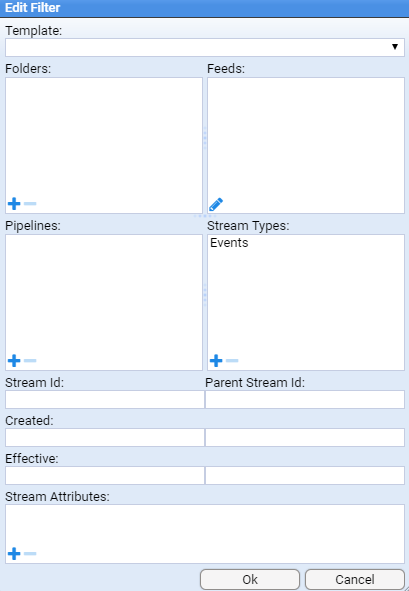 Edit Filter
Template:
Folders: Feeds:
Pipelines: Stream Types:
Events
Stream Id: Parent Stream Id:
Created:
Effective:
Stream Attributes:
Ok Cancel